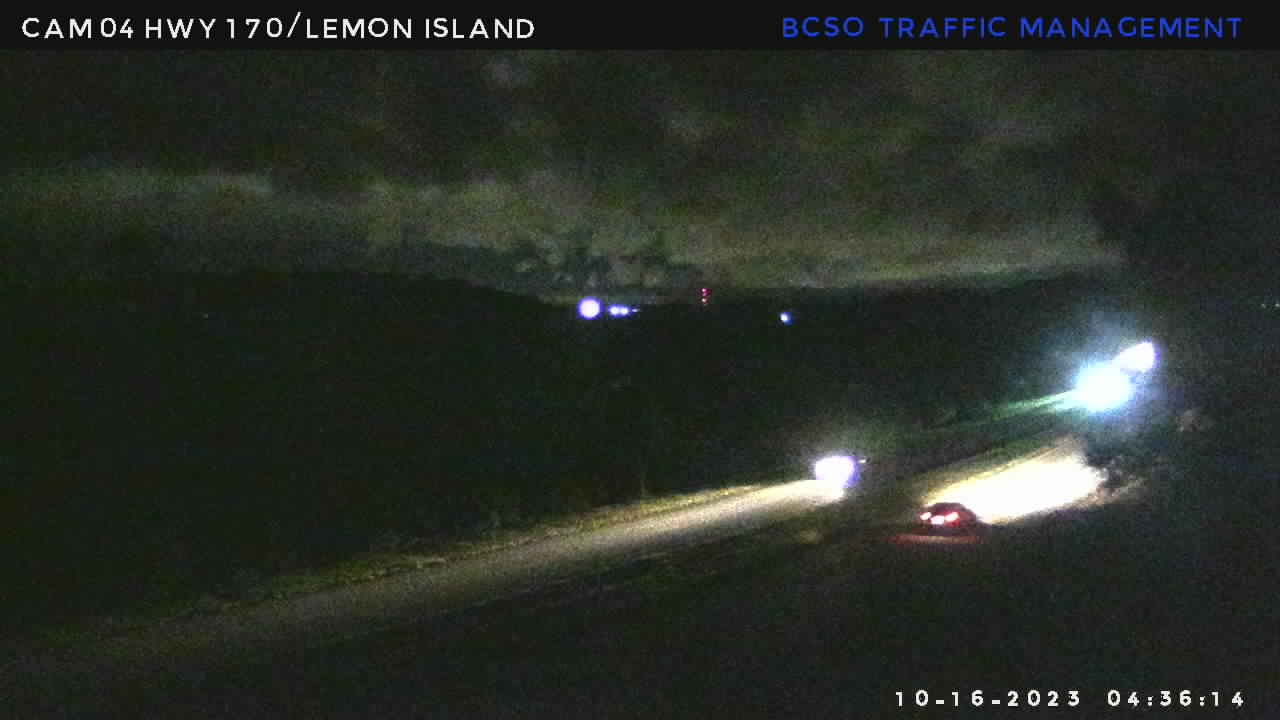 CAM04 HWY 170/LEMON ISLAND
BCSO TRAFFIC MANAGEMENT
10-16-2023 04:36:14